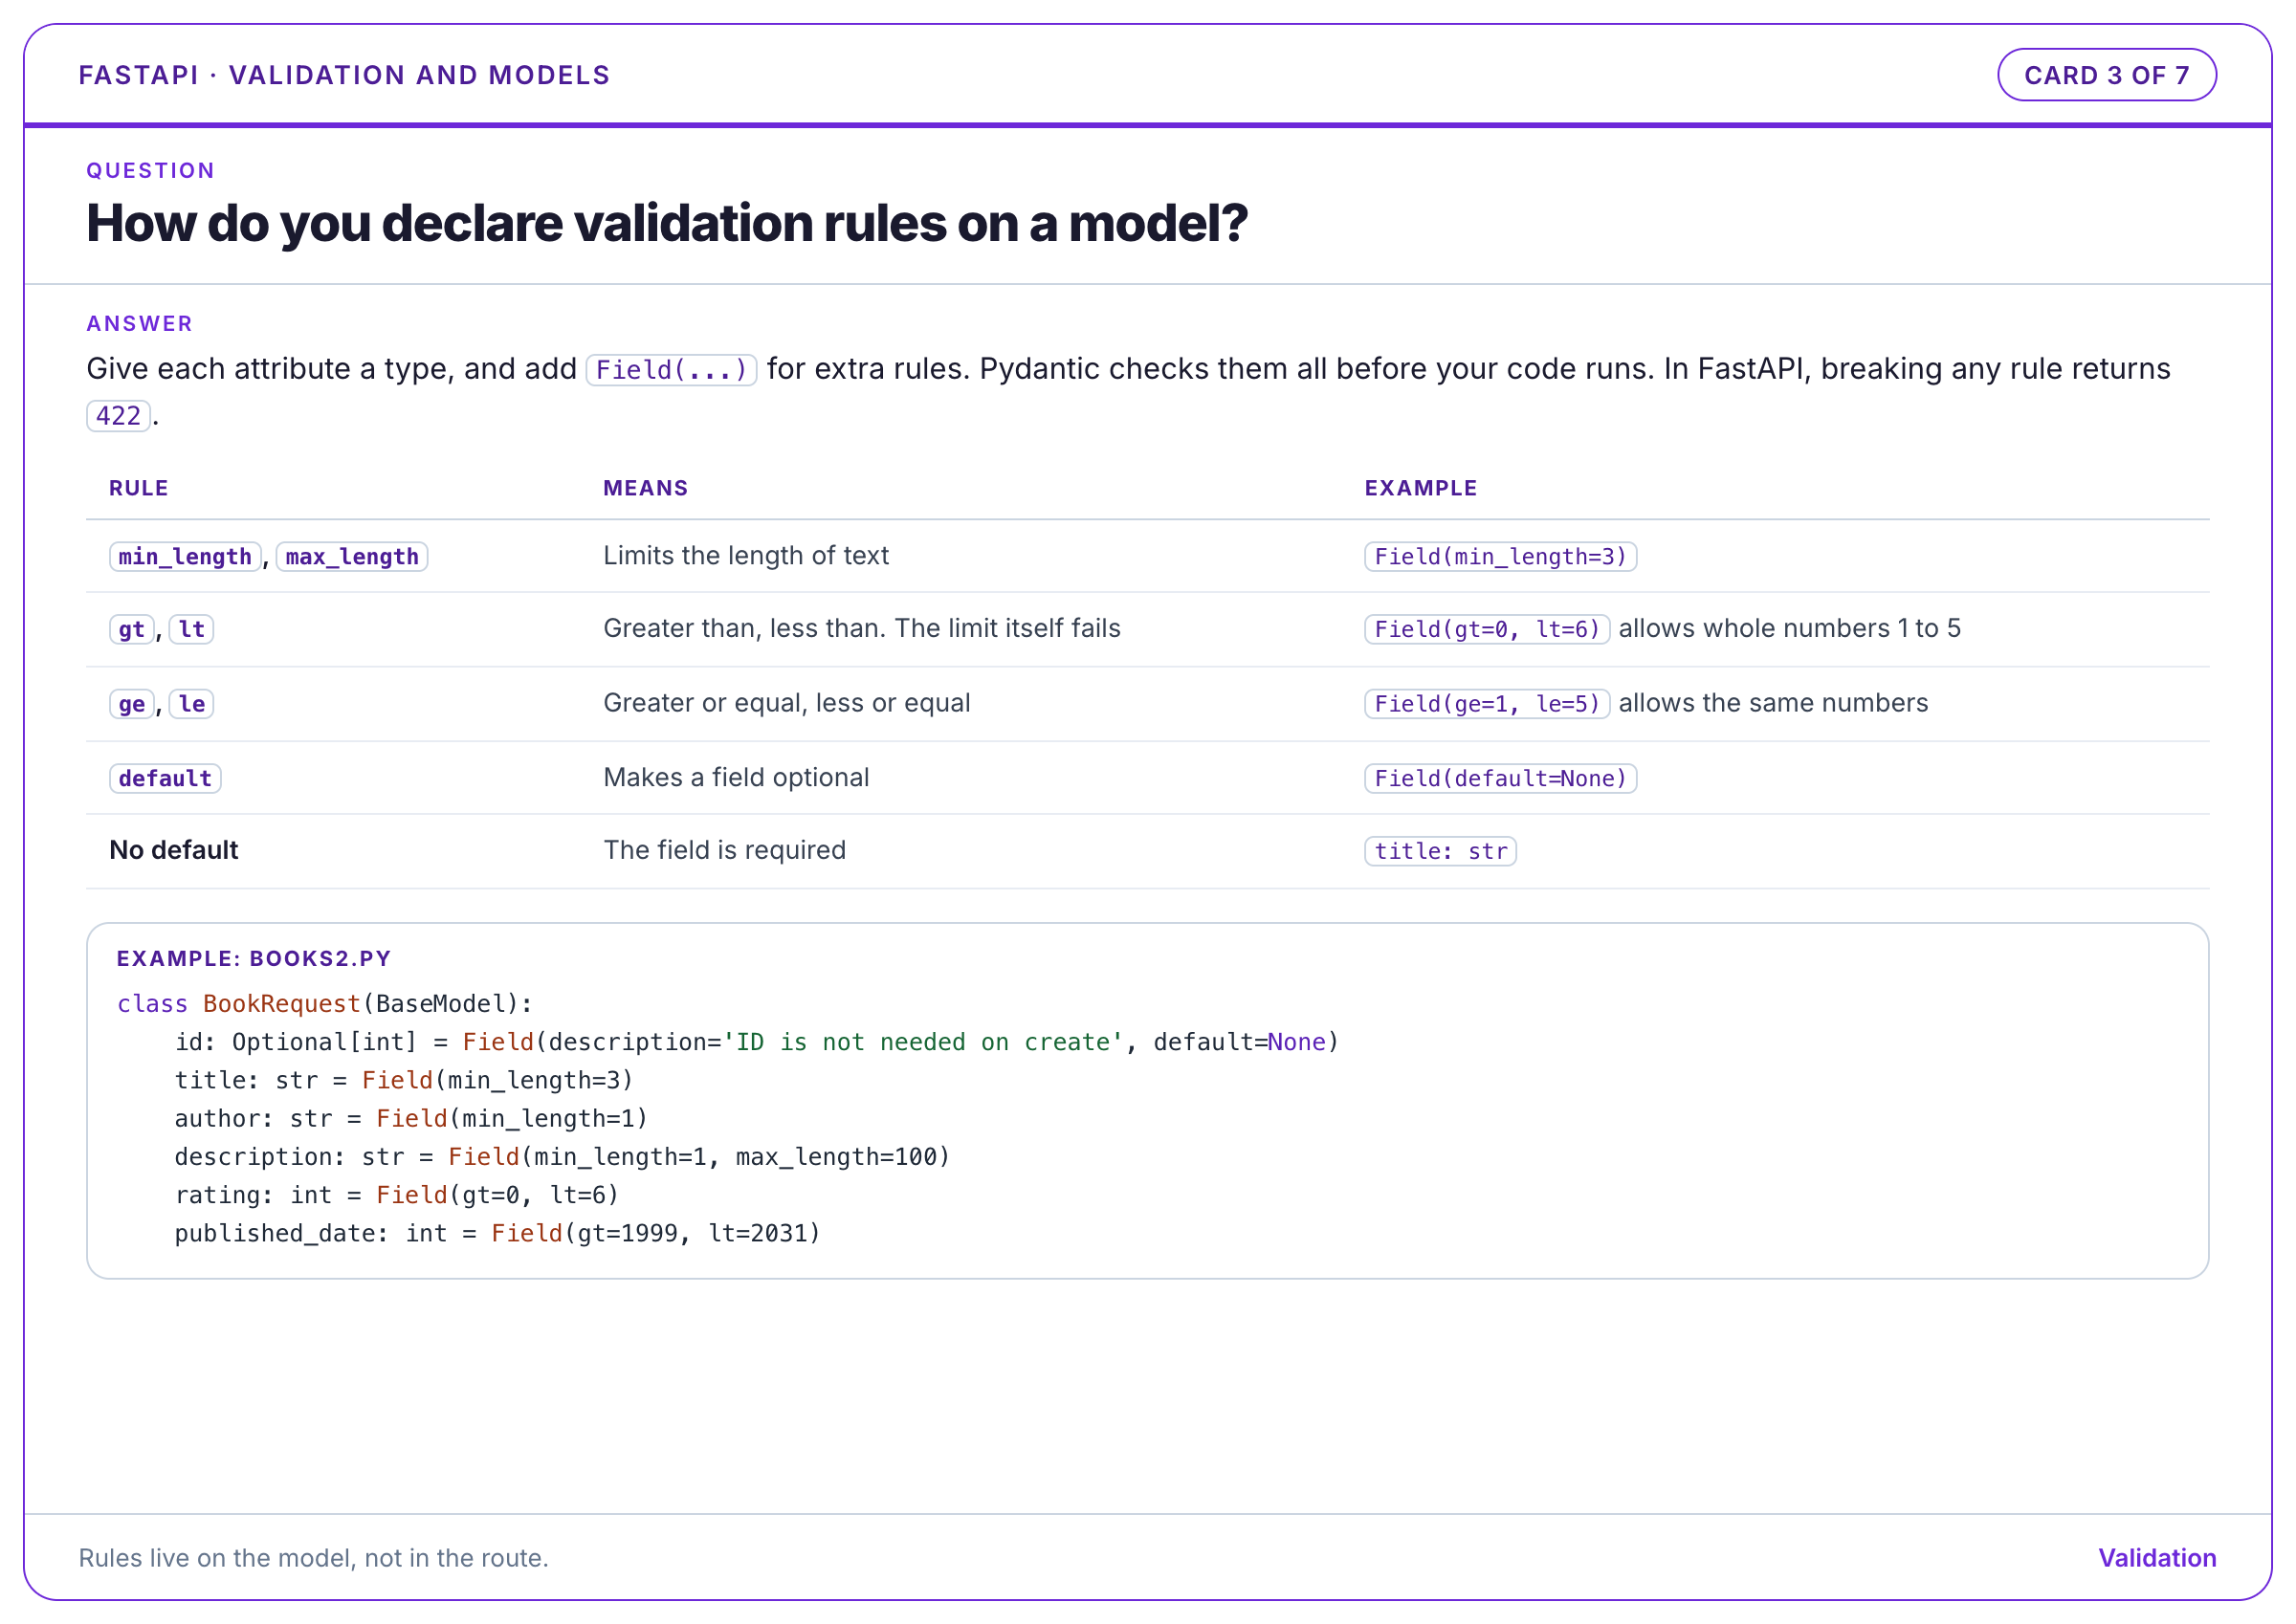 FASTAPI · VALIDATION AND MODELS
CARD 3 OF 7
QUESTION
How do you declare validation rules on a model?
ANSWER
Give each attribute a type, and add Field(...) for extra rules. Pydantic checks them all before your code runs. In FastAPI, breaking any rule returns
422.
RULE MEANS EXAMPLE
min_length, max_length Limits the length of text Field(min_length=3)
gt, lt Greater than, less than. The limit itself fails Field(gt=0, lt=6) allows whole numbers 1 to 5
ge, le Greater or equal, less or equal Field(ge=1, le=5) allows the same numbers
default Makes a field optional Field(default=None)
No default The field is required title: str
EXAMPLE: BOOKS2.PY
class BookRequest(BaseModel):
    id: Optional[int] = Field(description='ID is not needed on create', default=None)
    title: str = Field(min_length=3)
    author: str = Field(min_length=1)
    description: str = Field(min_length=1, max_length=100)
    rating: int = Field(gt=0, lt=6)
    published_date: int = Field(gt=1999, lt=2031)
Rules live on the model, not in the route.
Validation